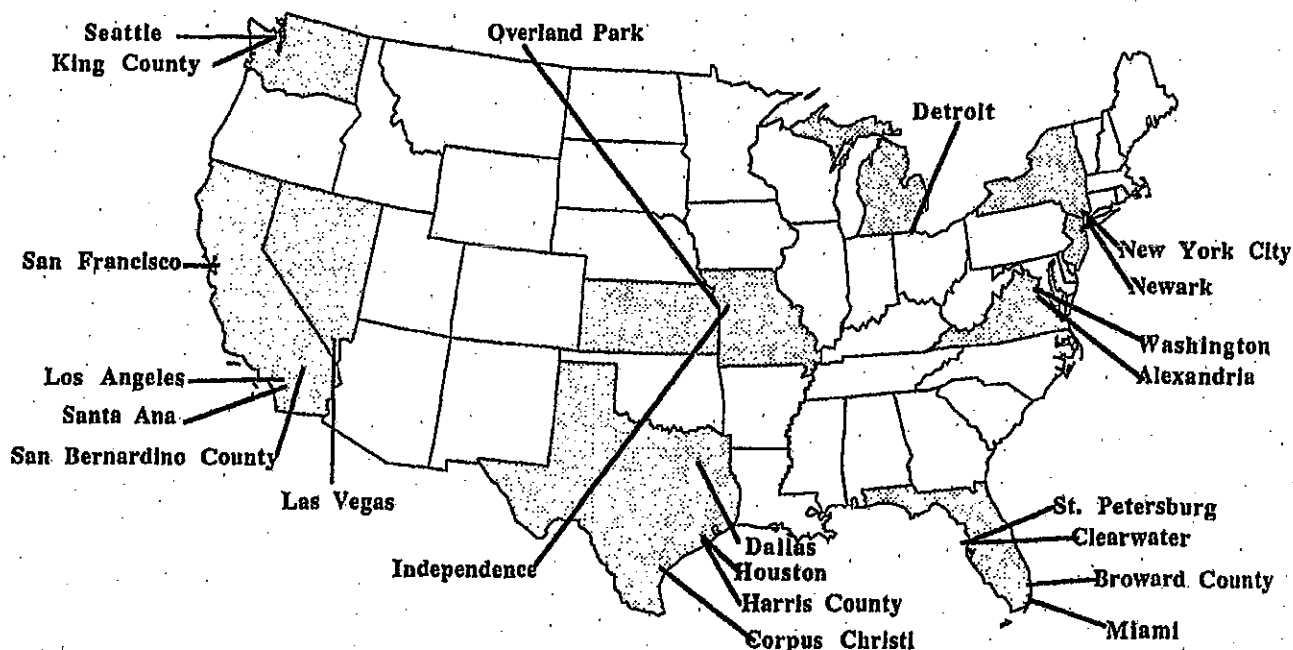 Seattle
King County
Overland Park
Detroit
San Francisco
New York City
Newark
Washington
Alexandria
Los Angeles
Santa Ana
San Bernardino County
Las Vegas
Independence
Dallas
Houston
Harris County
Corpus Christi
St. Petersburg
Clearwater
Broward County
Miami